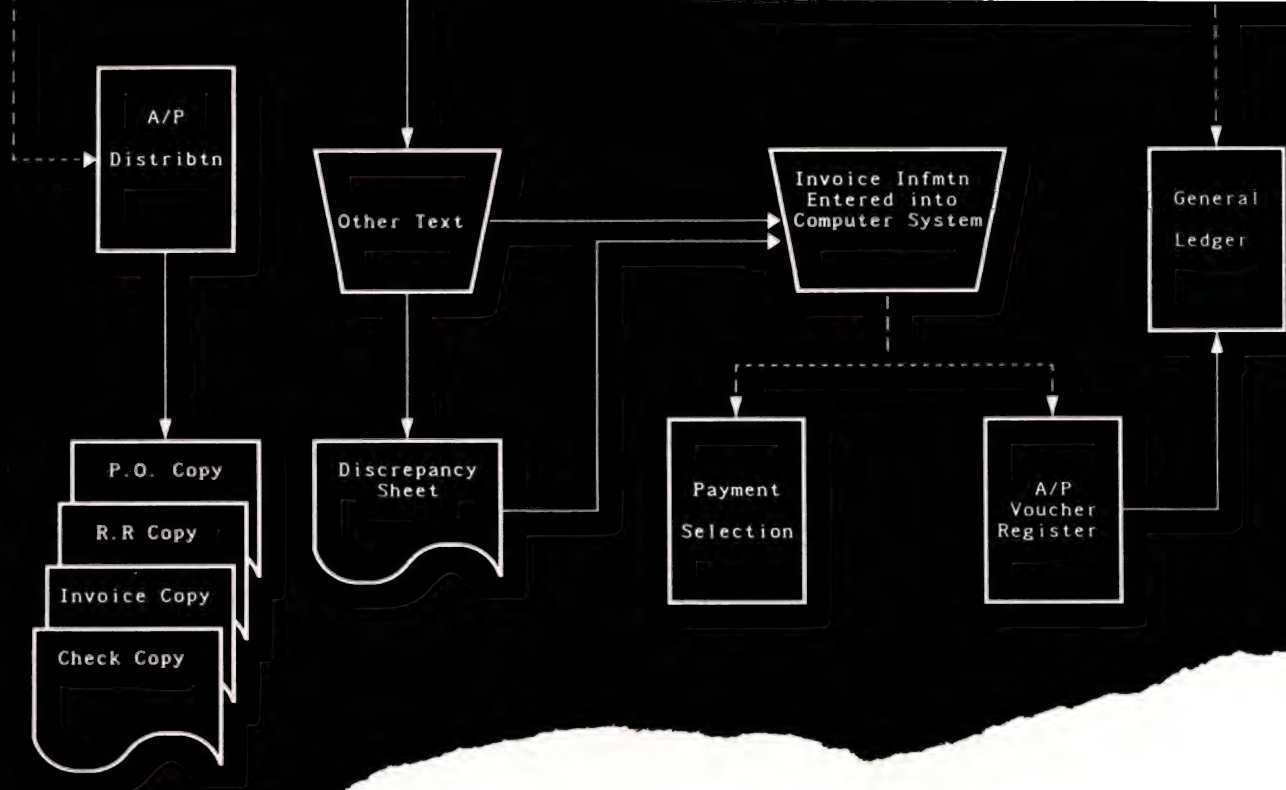 A/P
Distribtn
Other Text
Invoice Infmtn
Entered into
Computer System
General
Ledger
P.O. Copy
R.R Copy
Invoice Copy
Check Copy
Discrepancy
Sheet
Payment
Selection
A/P
Voucher
Register